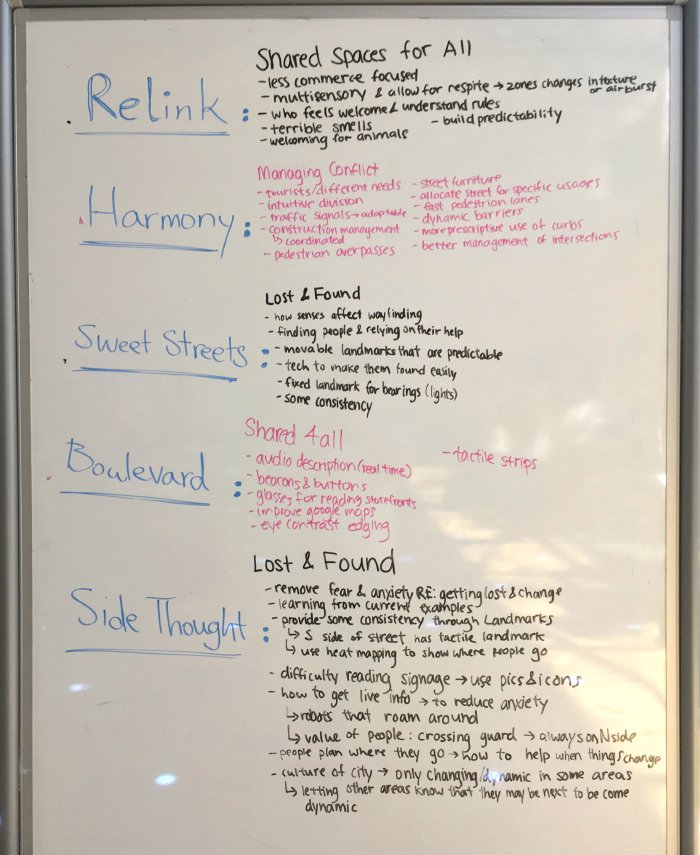 Relink:
Shared Spaces for All
- less commerce focused
- multisensory & allow for respite → zones changes in texture or air burst
- who feels welcome & understand rules
- terrible smells
- build predictability
- welcoming for animals
Harmony:
Managing Conflict
- tourists/different needs
- intuitive division
- traffic signals → adaptable
- construction management
↳ coordinated
- pedestrian overpasses
- street furniture
- allocate street for specific usages
- fast pedestrian lanes
- dynamic barriers
- more prescriptive use of curbs
- better management of intersections
Sweet Streets:
Lost & Found
- how senses affect wayfinding
- finding people & relying on their help
- movable landmarks that are predictable
- tech to make them found easily
- fixed landmark for bearings (lights)
- some consistency
Boulevard:
Shared 4 all
- audio description (real time)
- beacons & buttons
- glasses for reading storefronts
- improve google maps
- eye contrast edging
- tactile strips
Side Thought:
Lost & Found
- remove fear & anxiety RE: getting lost & change
- learning from current examples
- provide some consistency through Landmarks
↳ S side of street has tactile landmark
↳ use heat mapping to show where people go
- difficulty reading signage → use pics & icons
- how to get live info → to reduce anxiety
↳ robots that roam around
↳ value of people: crossing guard → always on N side
- people plan where they go → how to help when things change
- culture of city → only changing/dynamic in some areas
↳ letting other areas know that they may be next to be come
dynamic